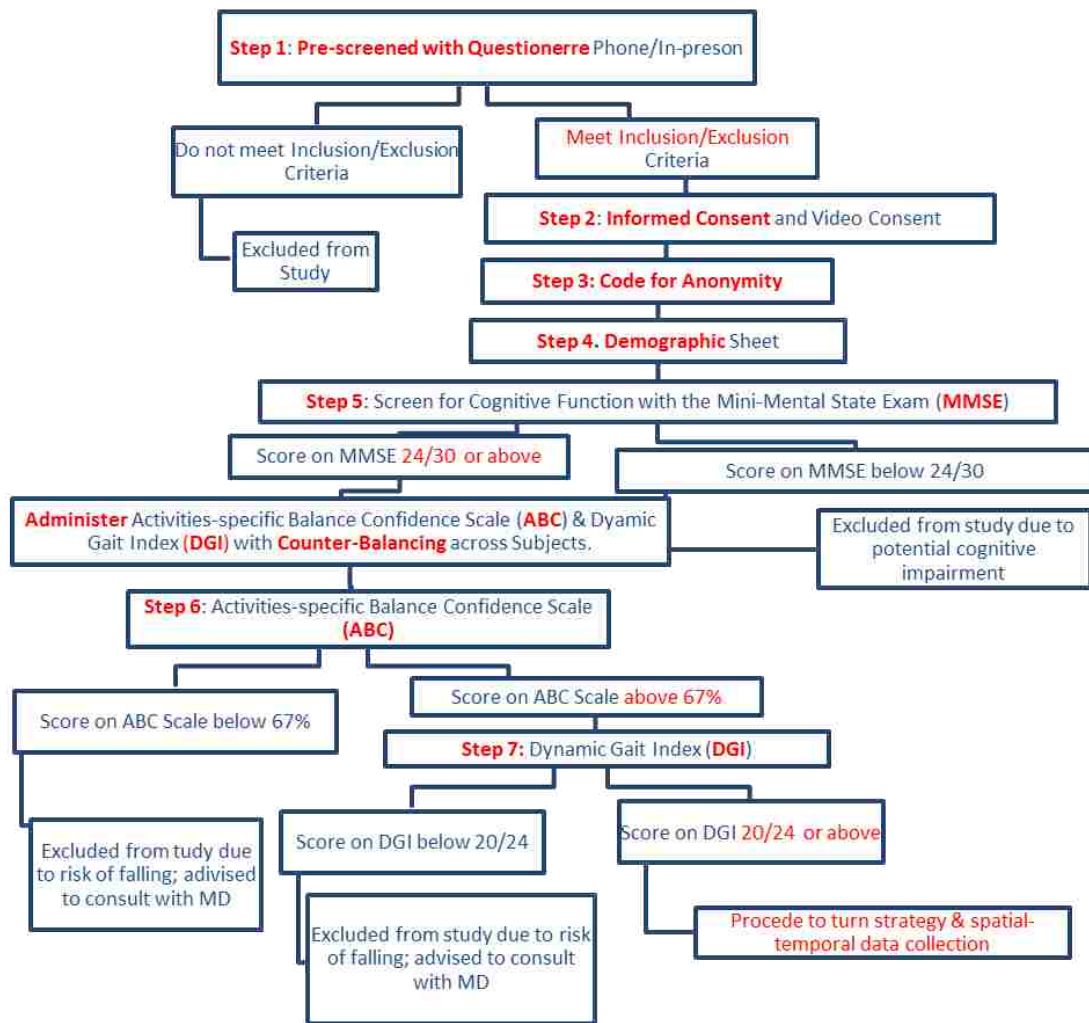 Step 1: Pre-screened with Questionerre Phone/In-preson
Do not meet Inclusion/Exclusion
Criteria
Meet Inclusion/Exclusion
Criteria
Excluded from
Study
Step 2: Informed Consent and Video Consent
Step 3: Code for Anonymity
Step 4. Demographic Sheet
Step 5: Screen for Cognitive Function with the Mini-Mental State Exam (MMSE)
Score on MMSE 24/30 or above
Score on MMSE below 24/30
Administer Activities-specific Balance Confidence Scale (ABC) & Dyamic
Gait Index (DGI) with Counter-Balancing across Subjects.
Excluded from study due to
potential cognitive
impairment
Step 6: Activities-specific Balance Confidence Scale
(ABC)
Score on ABC Scale below 67%
Score on ABC Scale above 67%
Step 7: Dynamic Gait Index (DGI)
Excluded from tudy due
to risk of falling; adivised
to consult with MD
Score on DGI below 20/24
Score on DGI 20/24 or above
Excluded from study due to risk
of falling; advised to consult
with MD
Procede to turn strategy & spatial-
temporal data collection